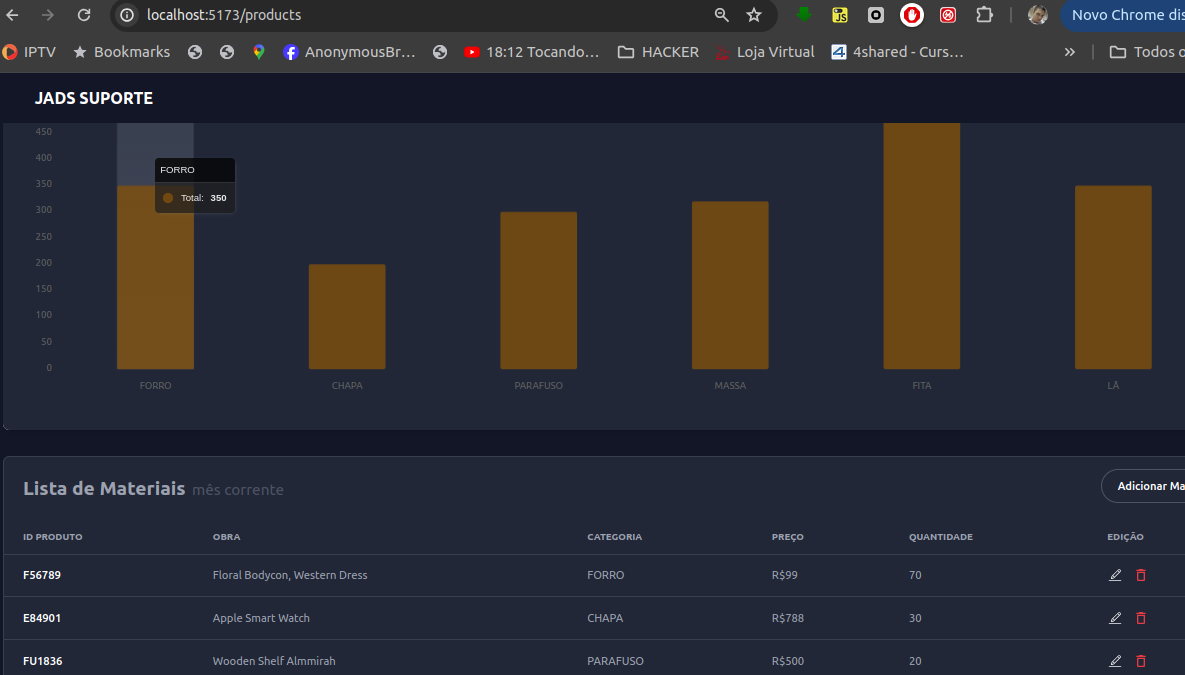 localhost:5173/products
Novo Chrome dis
IPTV Bookmarks AnonymousBr... 18:12 Tocando... HACKER Loja Virtual 4shared - Curs... » Todos o
JADS SUPORTE
450
400
350
300
250
200
150
100
50
0
FORRO
Total: 350
FORRO CHAPA PARAFUSO MASSA FITA LÃ
Lista de Materiais mês corrente
Adicionar Ma
ID PRODUTO OBRA CATEGORIA PREÇO QUANTIDADE EDIÇÃO
F56789 Floral Bodycon, Western Dress FORRO R$99 70
E84901 Apple Smart Watch CHAPA R$788 30
FU1836 Wooden Shelf Almmirah PARAFUSO R$500 20